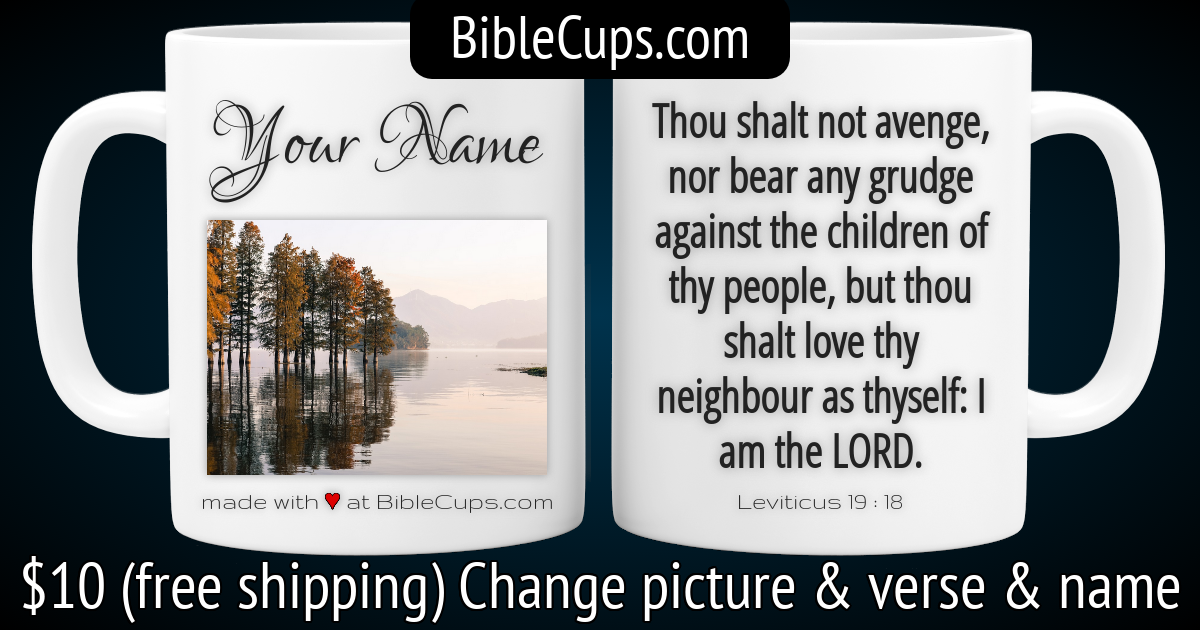 BibleCups.com
Your Name
made with ♥ at BibleCups.com
Thou shalt not avenge,
nor bear any grudge
against the children of
thy people, but thou
shalt love thy
neighbour as thyself: I
am the LORD.
Leviticus 19 : 18
$10 (free shipping) Change picture & verse & name